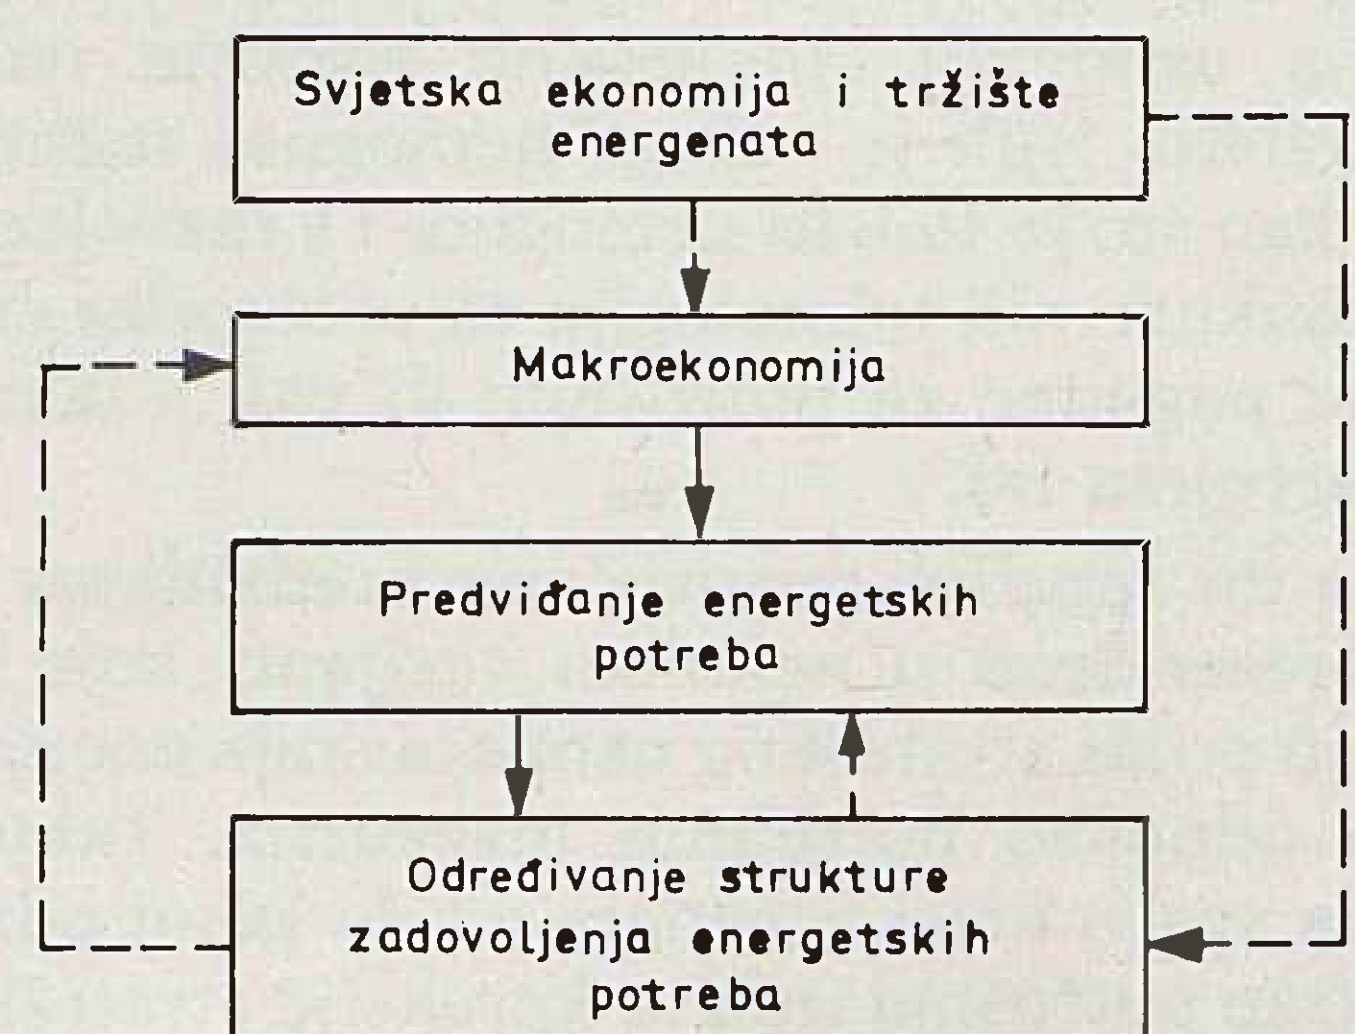 Svjetska ekonomija i tržište
energenata
Makroekonomija
Predviđanje energetskih
potreba
Određivanje strukture
zadovoljenja energetskih
potreba